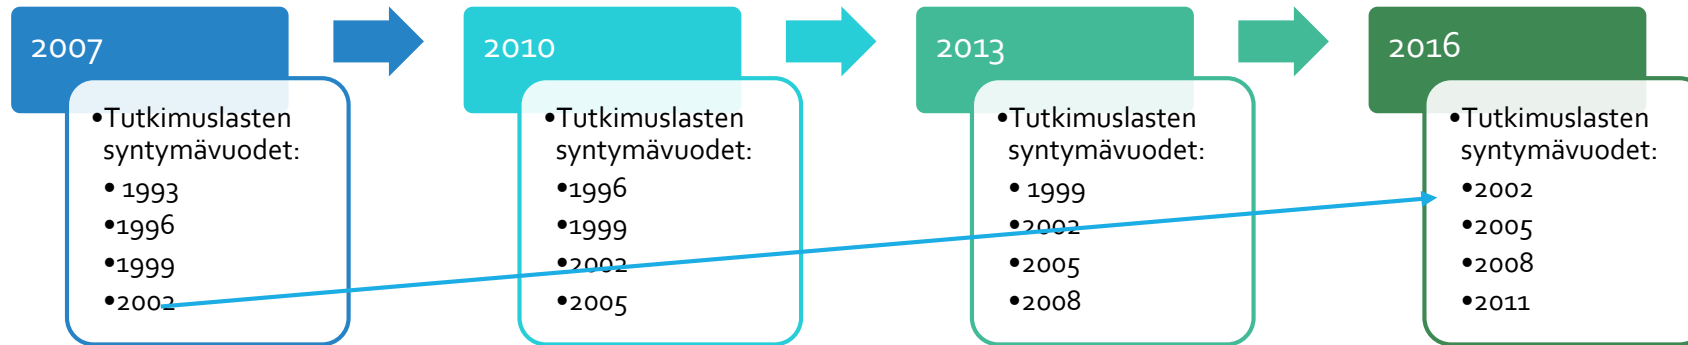 2007
•Tutkimuslasten
syntymävuodet:
• 1993
•1996
•1999
•2002
2010
•Tutkimuslasten
syntymävuodet:
•1996
•1999
•2002
•2005
2013
•Tutkimuslasten
syntymävuodet:
• 1999
•2002
•2005
•2008
2016
•Tutkimuslasten
syntymävuodet:
•2002
•2005
•2008
•2011